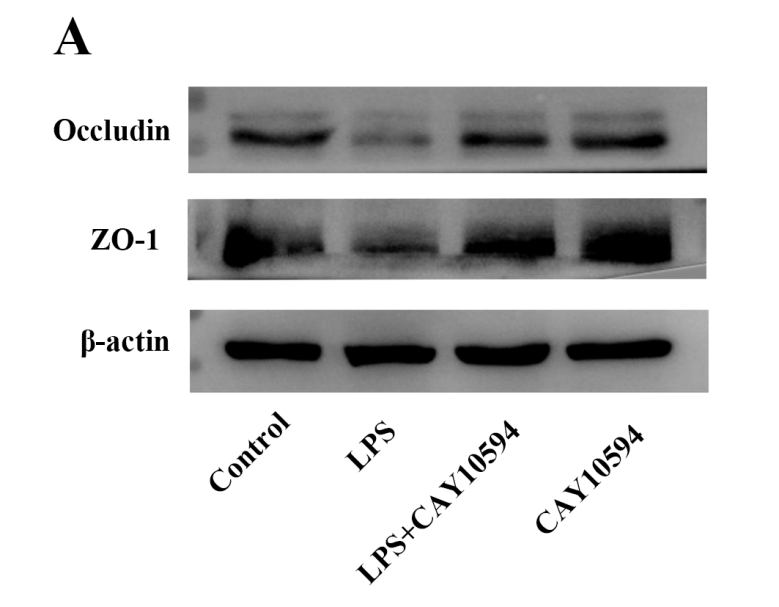 A
Occludin
ZO-1
β-actin
Control
LPS
LPS+CAY10594
CAY10594